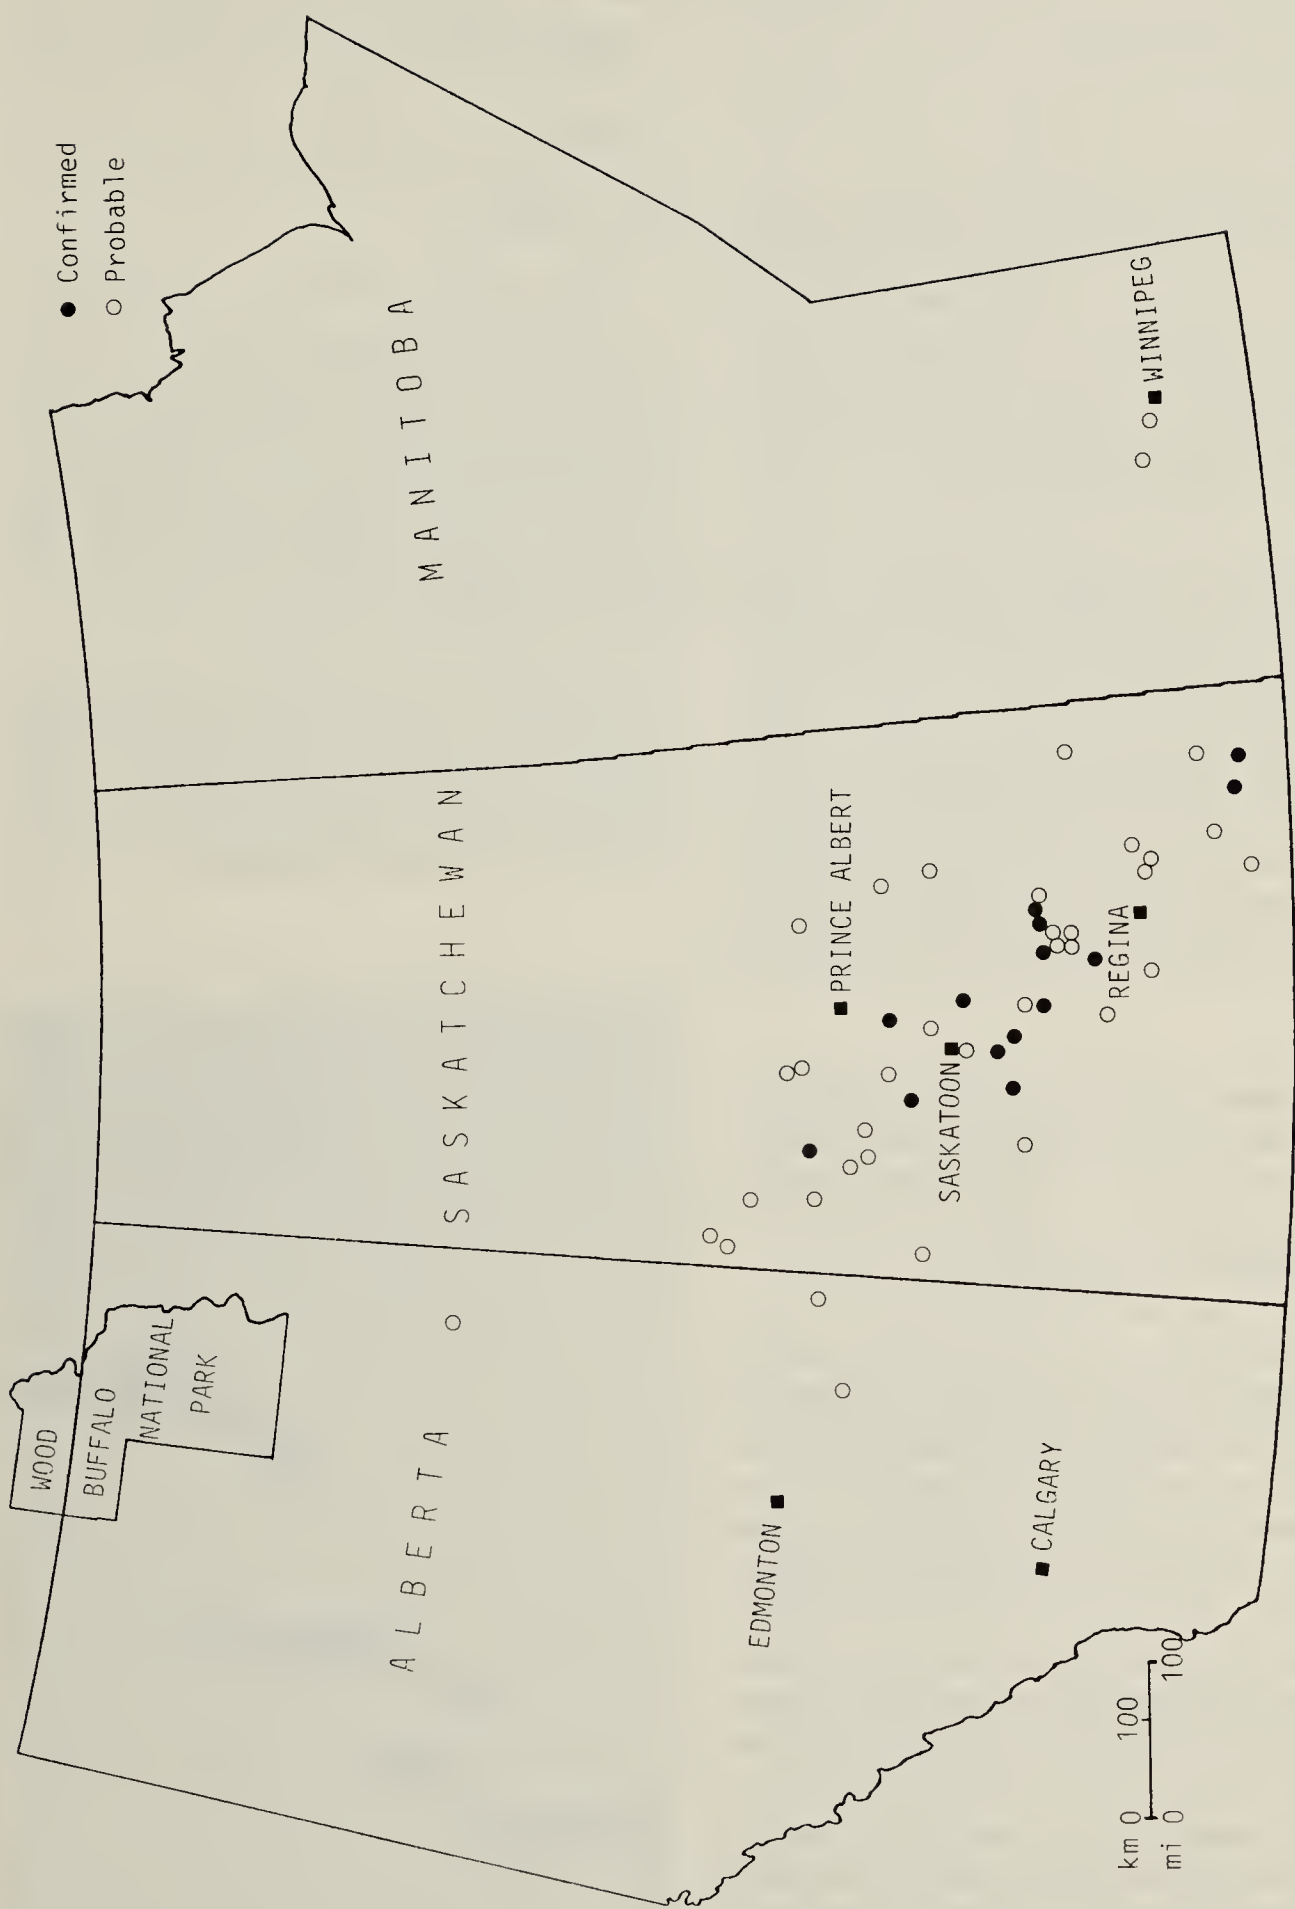 Confirmed
Probable
WOOD
BUFFALO
NATIONAL
PARK
ALBERTA
SASKATCHEWAN
MANITOBA
EDMONTON
PRINCE ALBERT
SASKATOON
CALGARY
REGINA
WINNIPEG
km 0 100
mi 0 100